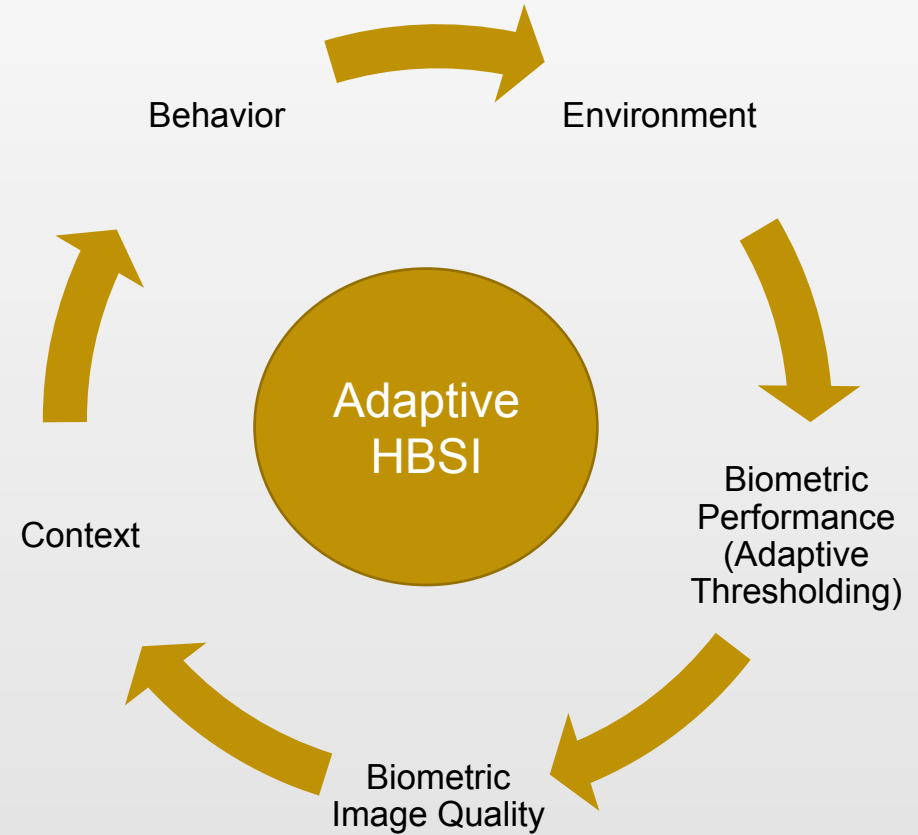 Behavior
Environment
Adaptive
HBSI
Biometric
Performance
(Adaptive
Thresholding)
Context
Biometric
Image Quality